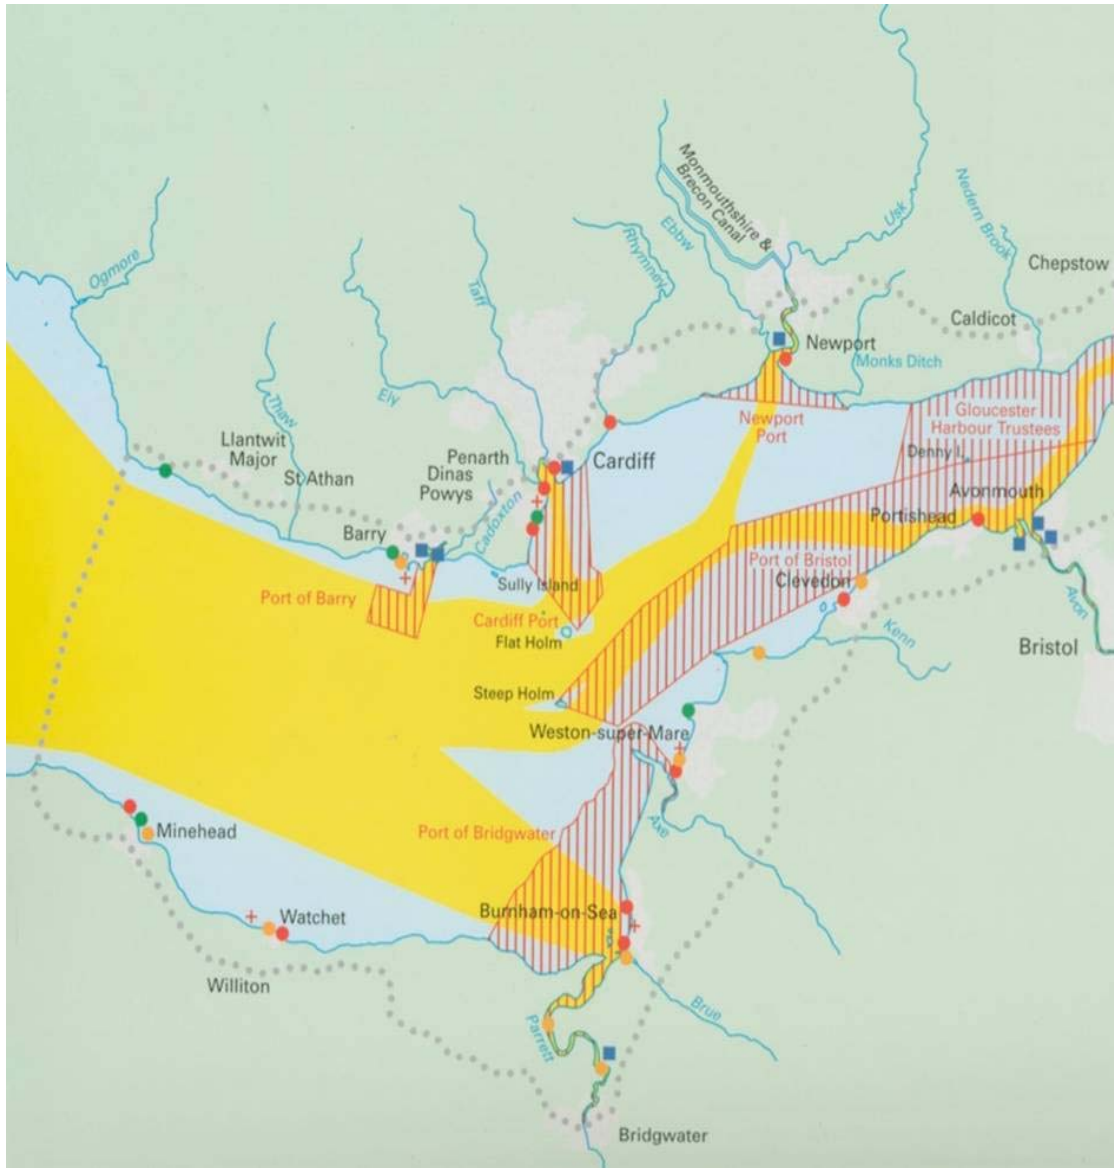 Monmouthshire &
Brecon Canal
Ebbw
Usk
Nedern Brook
Chepstow
Ogmore
Taff
Rhymney
Caldicot
Newport
Monks Ditch
Ely
Thaw
Newport
Port
Gloucester
Harbour Trustees
Llantwit
Major
St Athan
Penarth
Dinas
Powys
Cardiff
Denny I.
Avonmouth
Portishead
Barry
Cadoxton
Port of Bristol
Clevedon
Sully Island
Port of Barry
Cardiff Port
Flat Holm
Avon
Kenn
Bristol
Steep Holm
Weston-super-Mare
Minehead
Port of Bridgwater
Axe
Watchet
Burnham-on-Sea
Williton
Brue
Parrett
Bridgwater